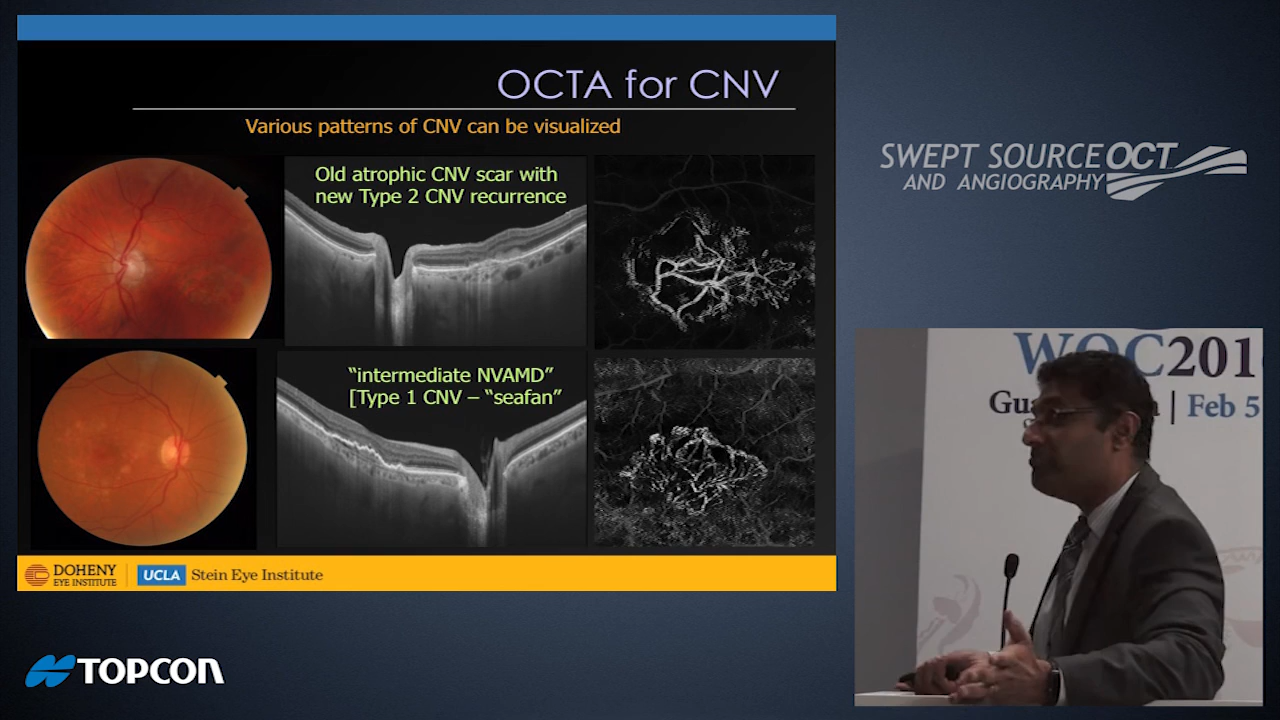 OCTA for CNV
Various patterns of CNV can be visualized
Old atrophic CNV scar with
new Type 2 CNV recurrence
“intermediate NVAMD”
[Type 1 CNV – “seafan”
DOHENY
EYE INSTITUTE
UCLA Stein Eye Institute
TOPCON
SWEPT SOURCE OCT
AND ANGIOGRAPHY
WOC201
Feb 5